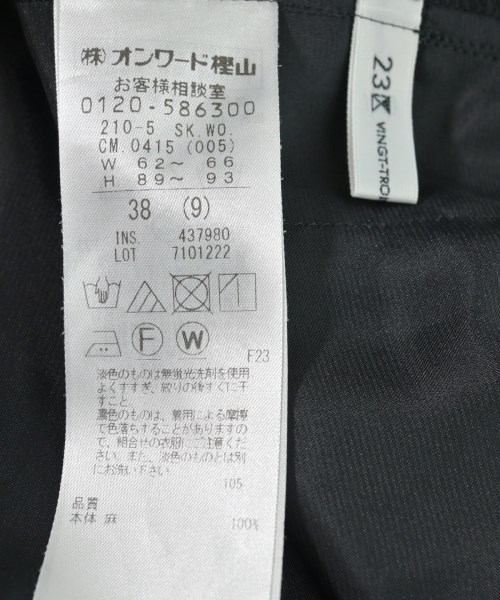 (株)オンワード樫山
お客様相談室
0120-586300
210-5 SK.WO.
CM.0415 (005)
W 62~ 66
H 89~ 93
38 (9)
INS. 437980
LOT 7101222
F W
F23
淡色のものは無蛍光洗剤を使用
よくすすぎ、絞りの後すぐに干
すこと。
濃色のものは、着用による摩擦
で色落ちすることがありますの
で、組合せの衣服にご注意くださ
い。また、淡色のものとは別
にお洗い下さい。
105
品質
本体 麻 100%
23
VINGT-TROI